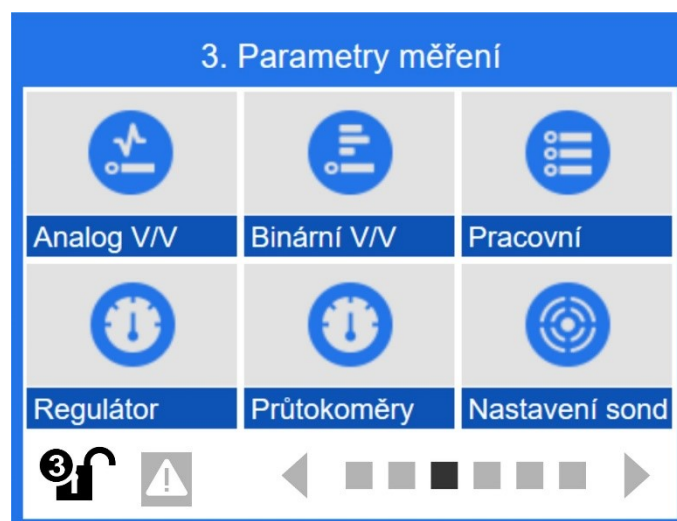 3. Parametry měření
Analog V/V
Binární V/V
Pracovní
Regulátor
Průtokoměry
Nastavení sond
3